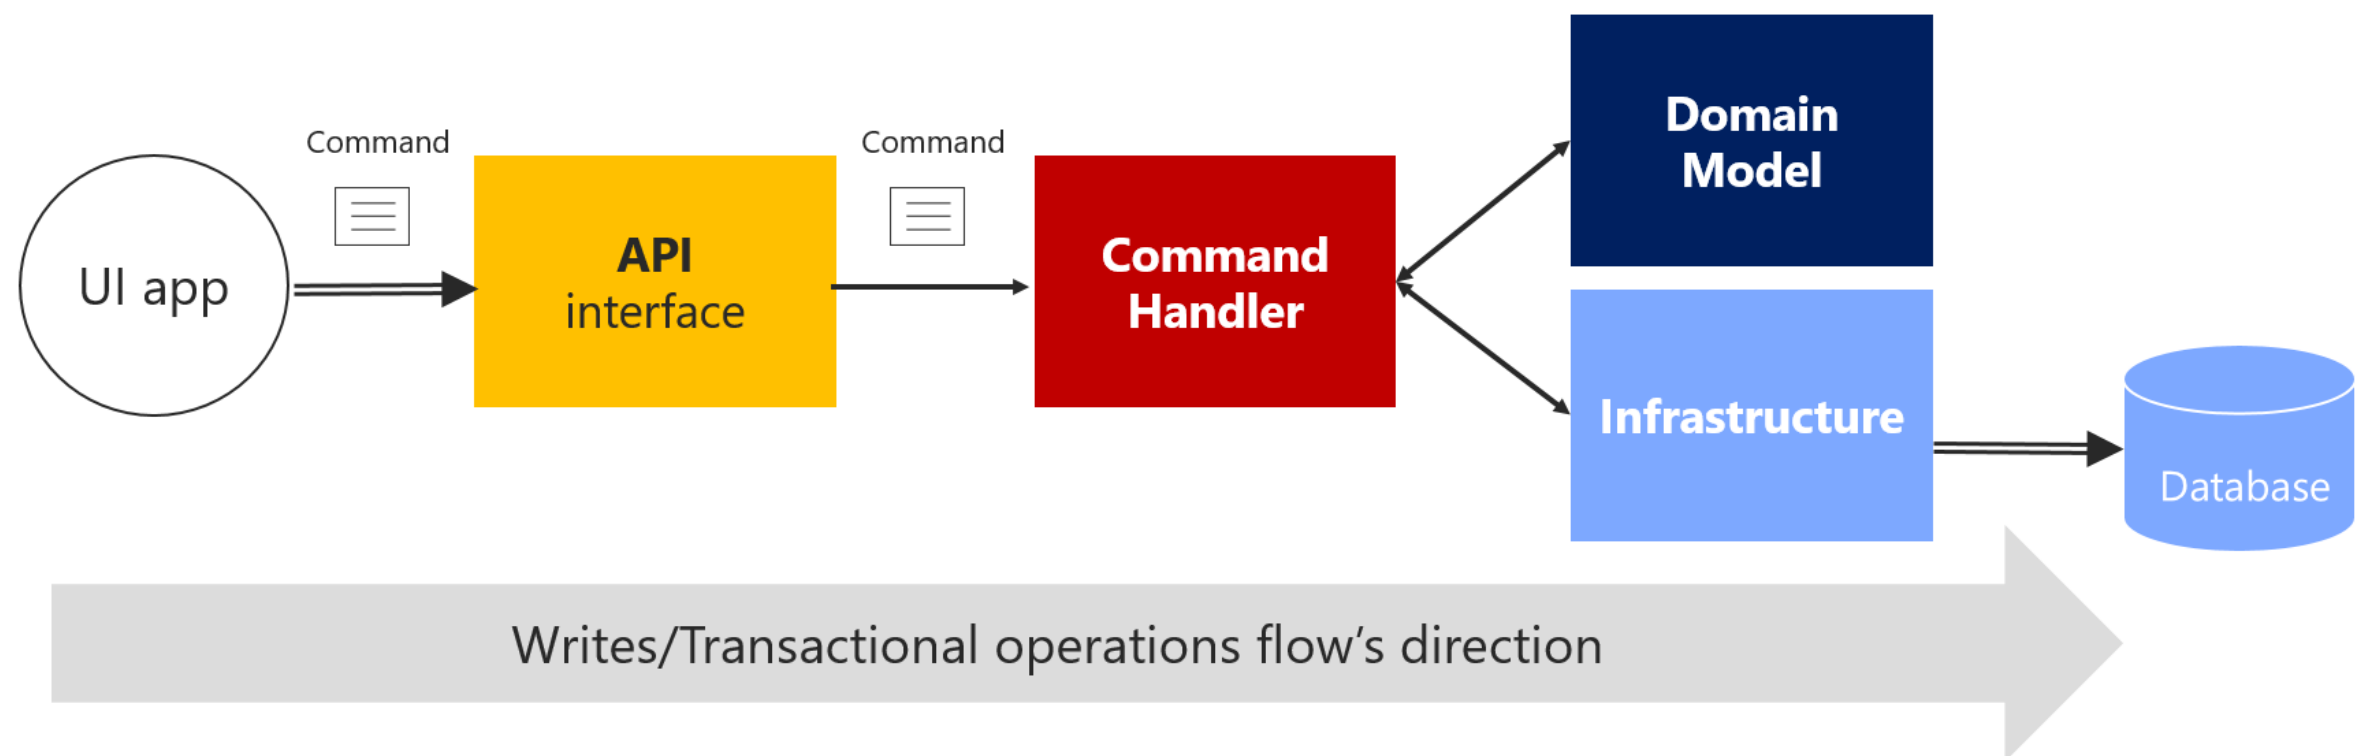 Command
Command
UI app
API
interface
Command
Handler
Domain
Model
Infrastructure
Database
Writes/Transactional operations flow’s direction